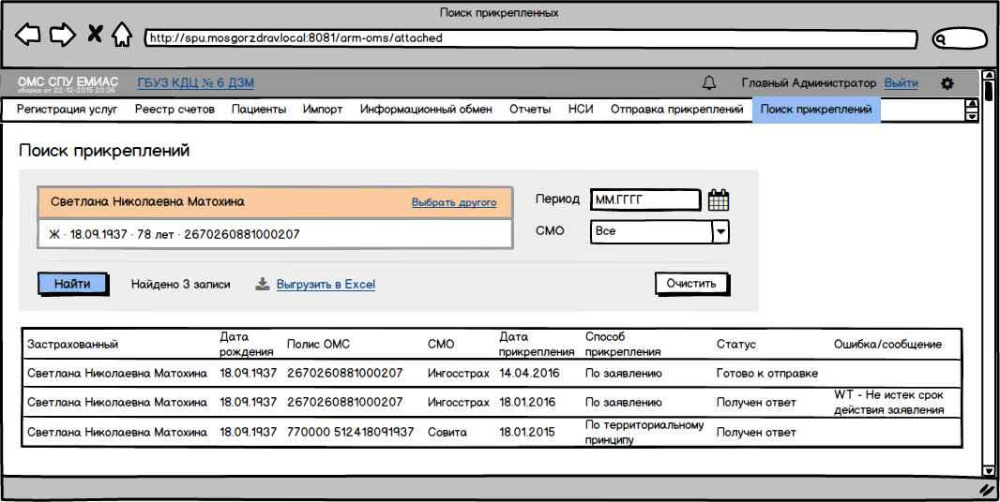 Поиск прикрепленных
http://spu.mosgorzdrav.local:8081/arm-oms/attached
ОМС СПУ ЕМИАС
сборка от 22-12-2015 20:36
ГБУЗ КДЦ № 6 ДЗМ
Главный Администратор Выйти
Регистрация услуг Реестр счетов Пациенты Импорт Информационный обмен Отчеты НСИ Отправка прикреплений Поиск прикреплений
Поиск прикреплений
Светлана Николаевна Матохина Выбрать другого
Ж · 18.09.1937 · 78 лет · 2670260881000207
Период ММ.ГГГГ
СМО Все
Найти Найдено 3 записи Выгрузить в Excel Очистить
Застрахованный Дата рождения Полис ОМС СМО Дата прикрепления Способ прикрепления Статус Ошибка/сообщение
Светлана Николаевна Матохина 18.09.1937 2670260881000207 Ингосстрах 14.04.2016 По заявлению Готово к отправке
Светлана Николаевна Матохина 18.09.1937 2670260881000207 Ингосстрах 18.01.2016 По заявлению Получен ответ WT - Не истек срок действия заявления
Светлана Николаевна Матохина 18.09.1937 770000 512418091937 Совита 18.01.2015 По территориальному принципу Получен ответ